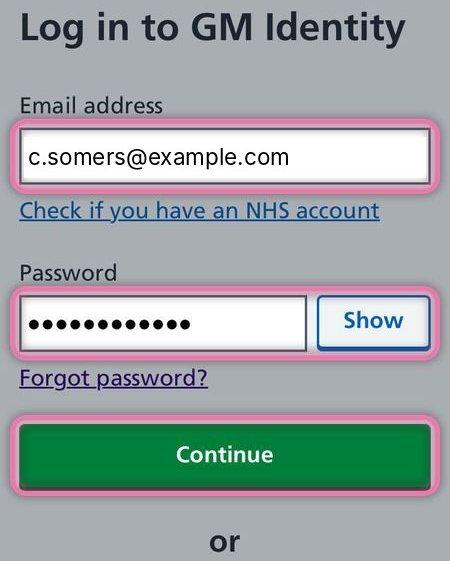 Log in to GM Identity
Email address
c.somers@example.com
Check if you have an NHS account
Password
●●●●●●●●●●●●
Show
Forgot password?
Continue
or